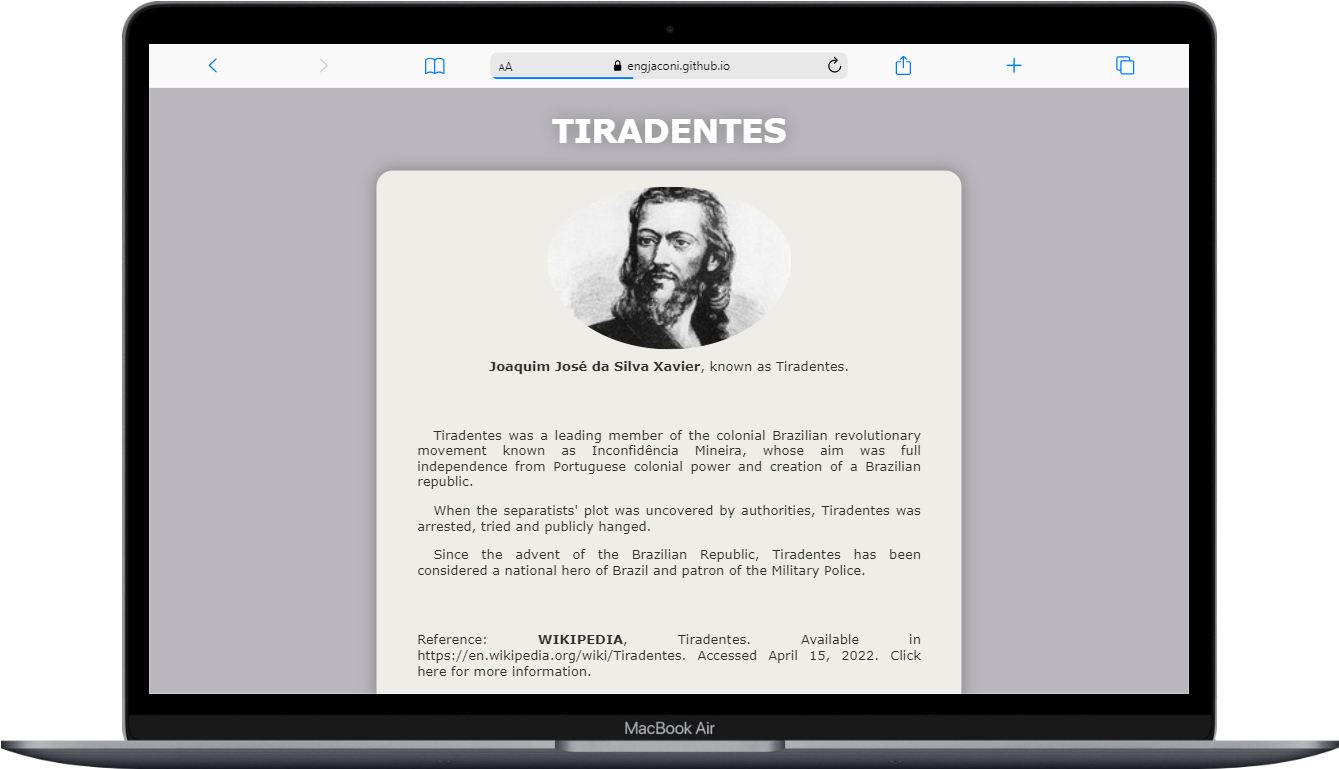 AA engjaconi.github.io
TIRADENTES
Joaquim José da Silva Xavier, known as Tiradentes.
Tiradentes was a leading member of the colonial Brazilian revolutionary
movement known as Inconfidência Mineira, whose aim was full
independence from Portuguese colonial power and creation of a Brazilian
republic.
When the separatists' plot was uncovered by authorities, Tiradentes was
arrested, tried and publicly hanged.
Since the advent of the Brazilian Republic, Tiradentes has been
considered a national hero of Brazil and patron of the Military Police.
Reference: WIKIPEDIA, Tiradentes. Available in
https://en.wikipedia.org/wiki/Tiradentes. Accessed April 15, 2022. Click
here for more information.
MacBook Air